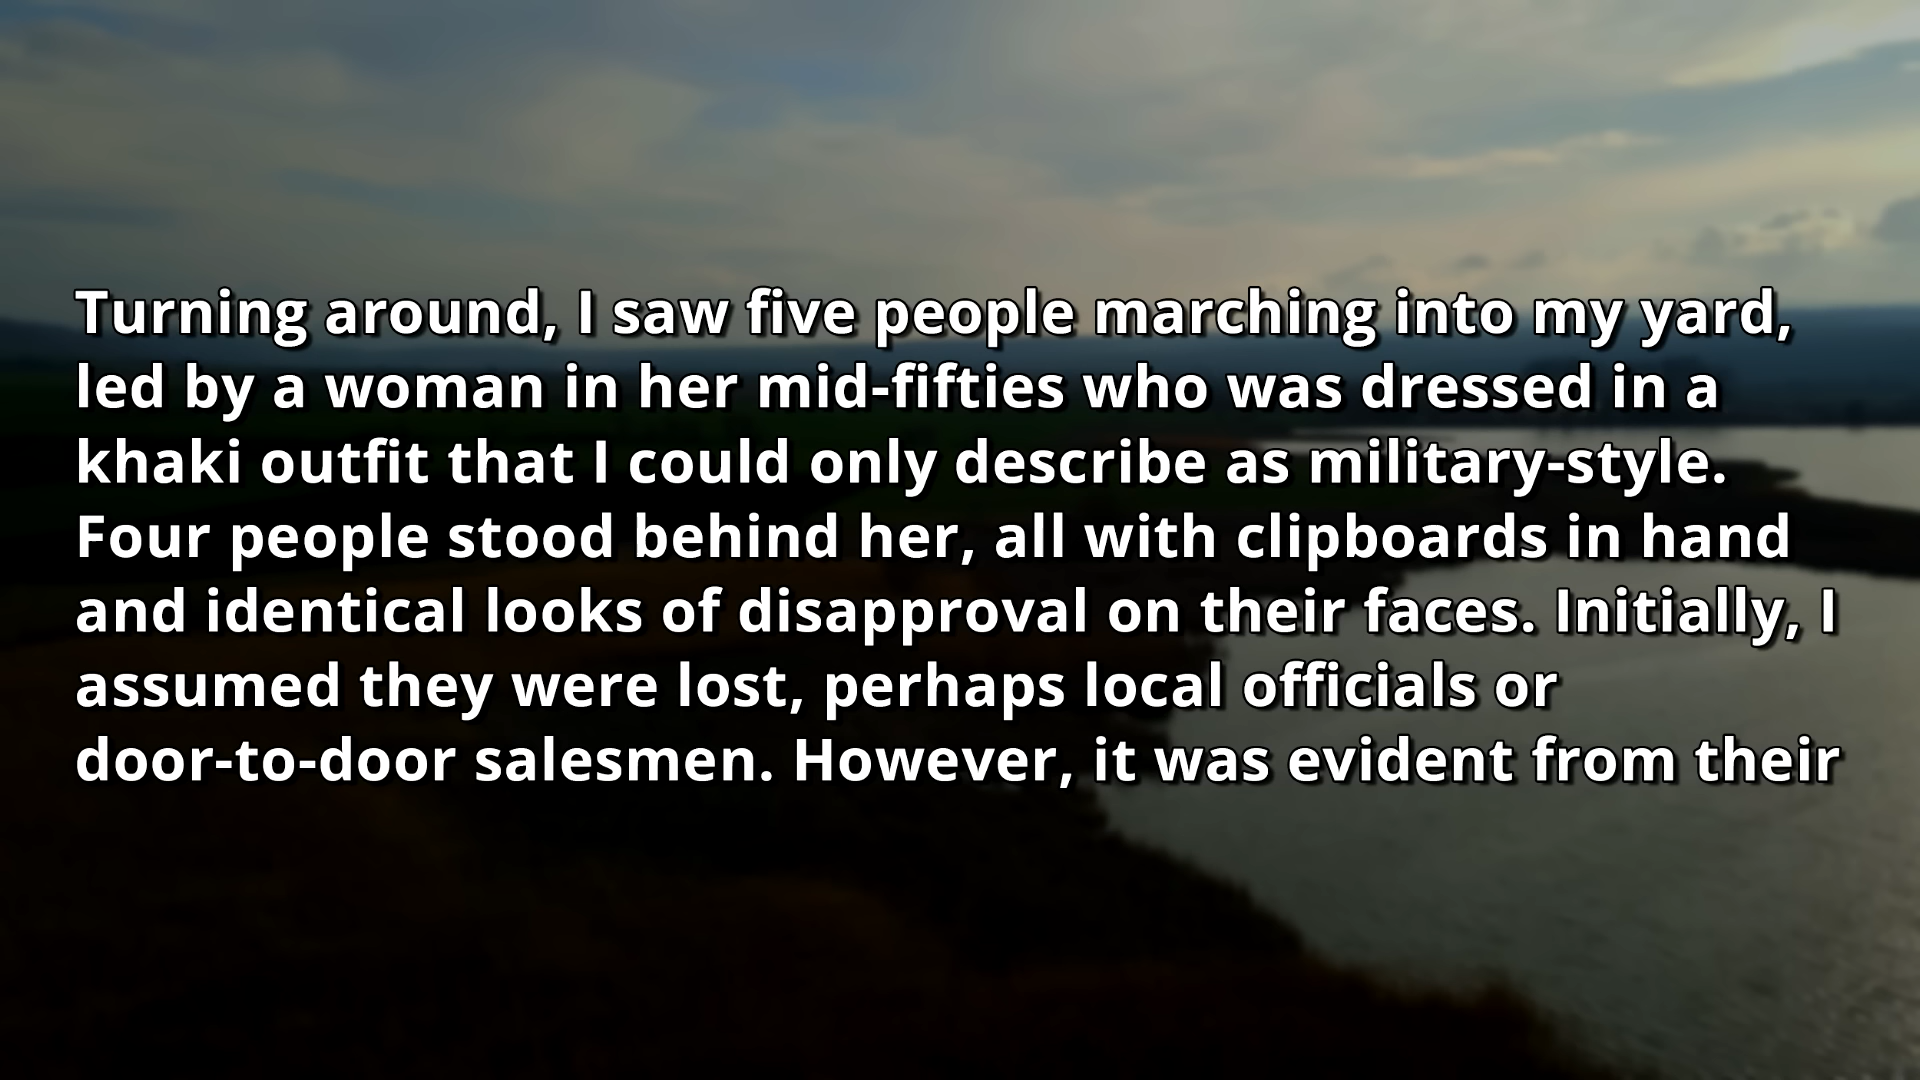 Turning around, I saw five people marching into my yard,
led by a woman in her mid-fifties who was dressed in a
khaki outfit that I could only describe as military-style.
Four people stood behind her, all with clipboards in hand
and identical looks of disapproval on their faces. Initially, I
assumed they were lost, perhaps local officials or
door-to-door salesmen. However, it was evident from their